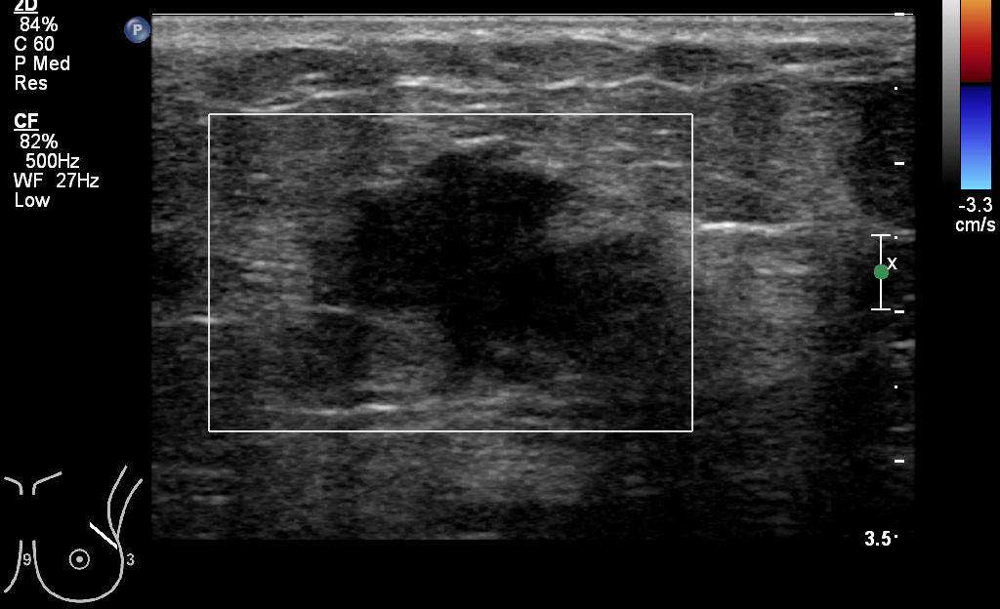 2D
84%
C 60
P Med
Res
CF
82%
500Hz
WF 27Hz
Low
P
-3.3
cm/s
X
3.5
9
3